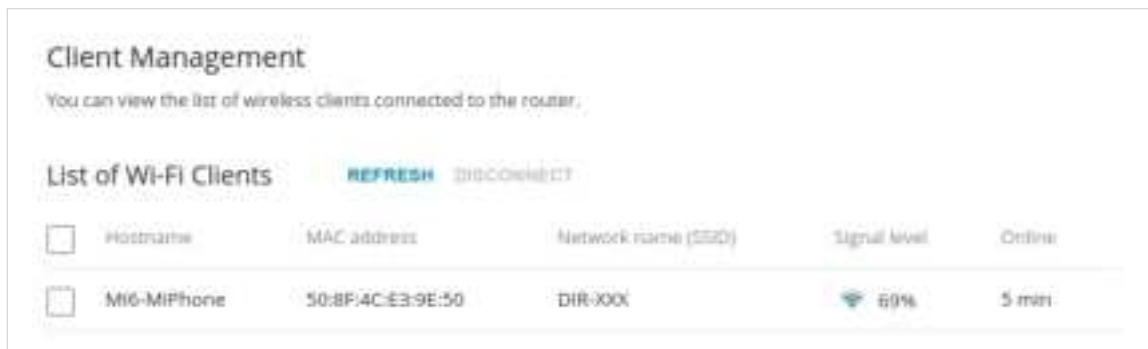 Client Management
You can view the list of wireless clients connected to the router.
List of Wi-Fi Clients REFRESH DISCONNECT
Hostname MAC address Network name (SSID) Signal level Online
MI6-MiPhone 50:8F:4C:E3:9E:50 DIR-XXX 69% 5 min